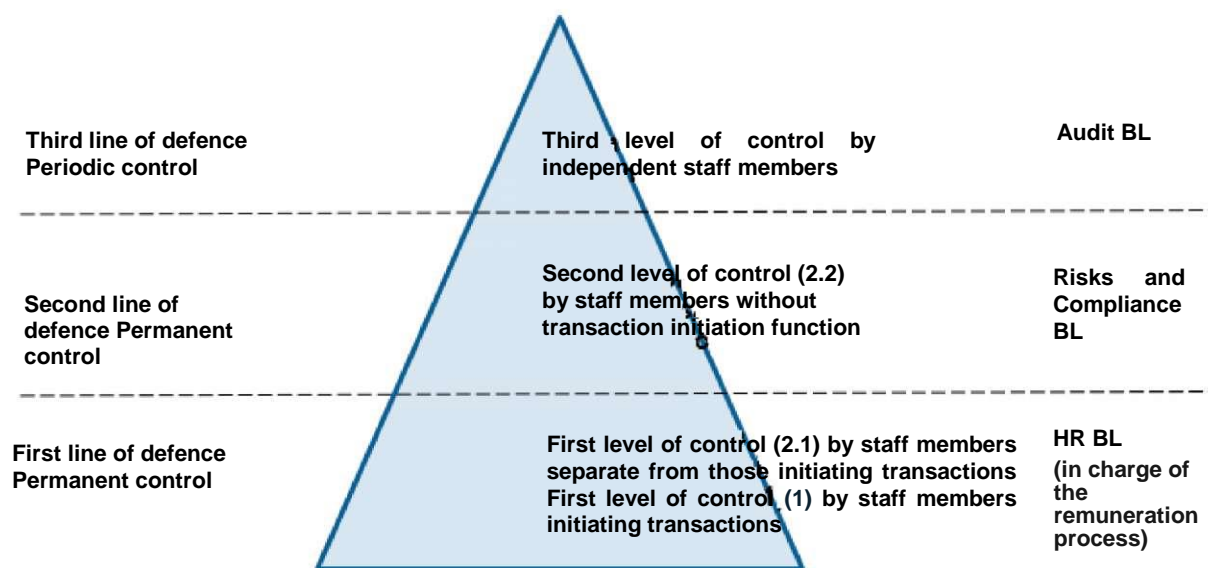 Third line of defence
Periodic control
Third level of control by
independent staff members
Audit BL
Second line of
defence Permanent
control
Second level of control (2.2)
by staff members without
transaction initiation function
Risks and
Compliance
BL
First line of defence
Permanent control
First level of control (2.1) by staff members
separate from those initiating transactions
First level of control (1) by staff members
initiating transactions
HR BL
(in charge of
the
remuneration
process)